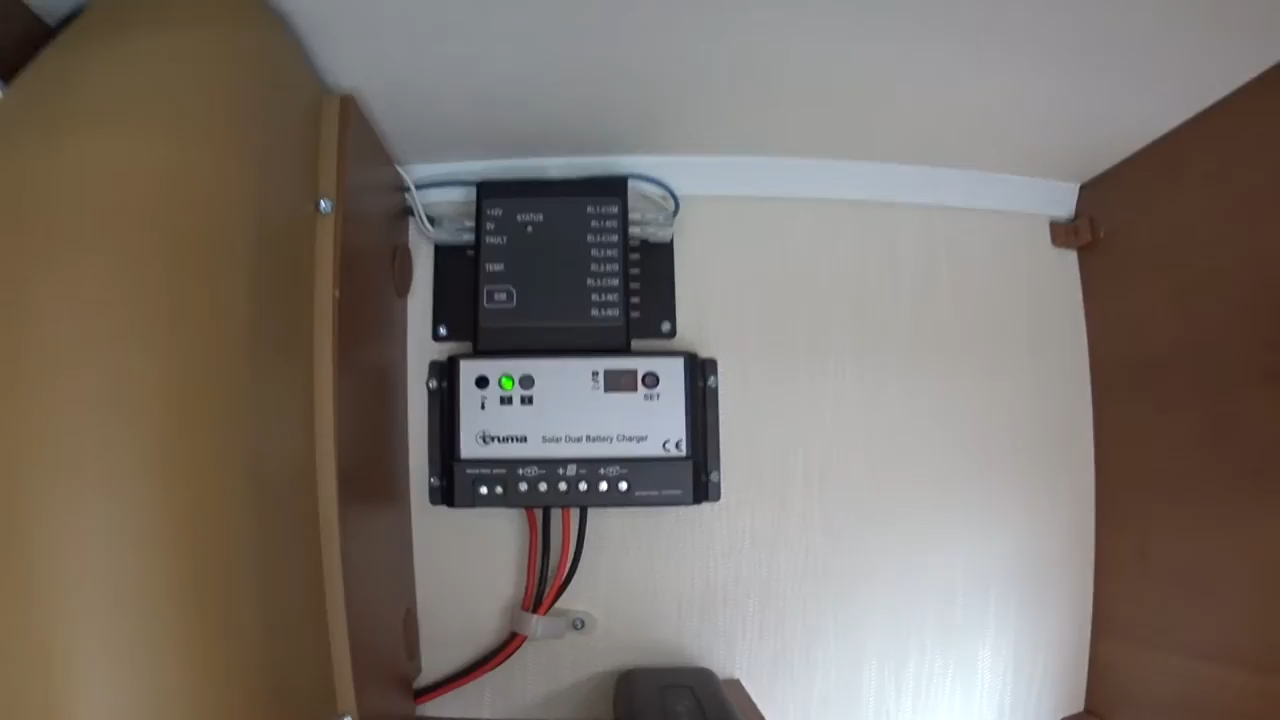 +12V
STATUS
0V
FAULT
TEMP.
SIM
RL1-COM
RL1-N/C
RL2-COM
RL2-N/C
RL2-N/O
RL3-COM
RL3-N/C
RL3-N/O
SET
truma Solar Dual Battery Charger
CE